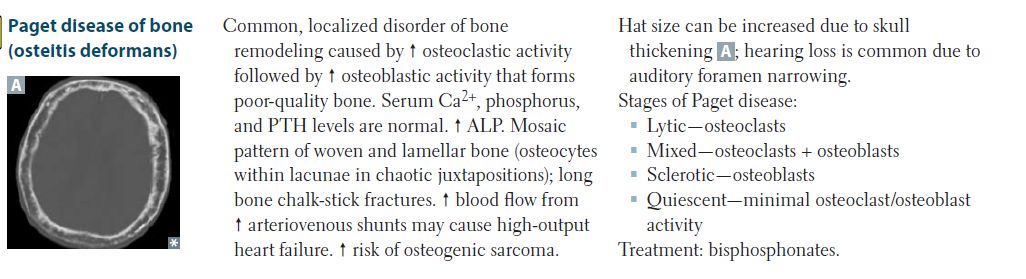 Paget disease of bone
(osteitis deformans)
A
*
Common, localized disorder of bone
remodeling caused by ↑ osteoclastic activity
followed by ↑ osteoblastic activity that forms
poor-quality bone. Serum Ca2+, phosphorus,
and PTH levels are normal. ↑ ALP. Mosaic
pattern of woven and lamellar bone (osteocytes
within lacunae in chaotic juxtapositions); long
bone chalk-stick fractures. ↑ blood flow from
↑ arteriovenous shunts may cause high-output
heart failure. ↑ risk of osteogenic sarcoma.
Hat size can be increased due to skull
thickening A; hearing loss is common due to
auditory foramen narrowing.
Stages of Paget disease:
▪ Lytic—osteoclasts
▪ Mixed—osteoclasts + osteoblasts
▪ Sclerotic—osteoblasts
▪ Quiescent—minimal osteoclast/osteoblast
activity
Treatment: bisphosphonates.